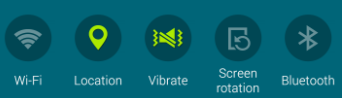 Wi-Fi
Location
Vibrate
Screen
rotation
Bluetooth